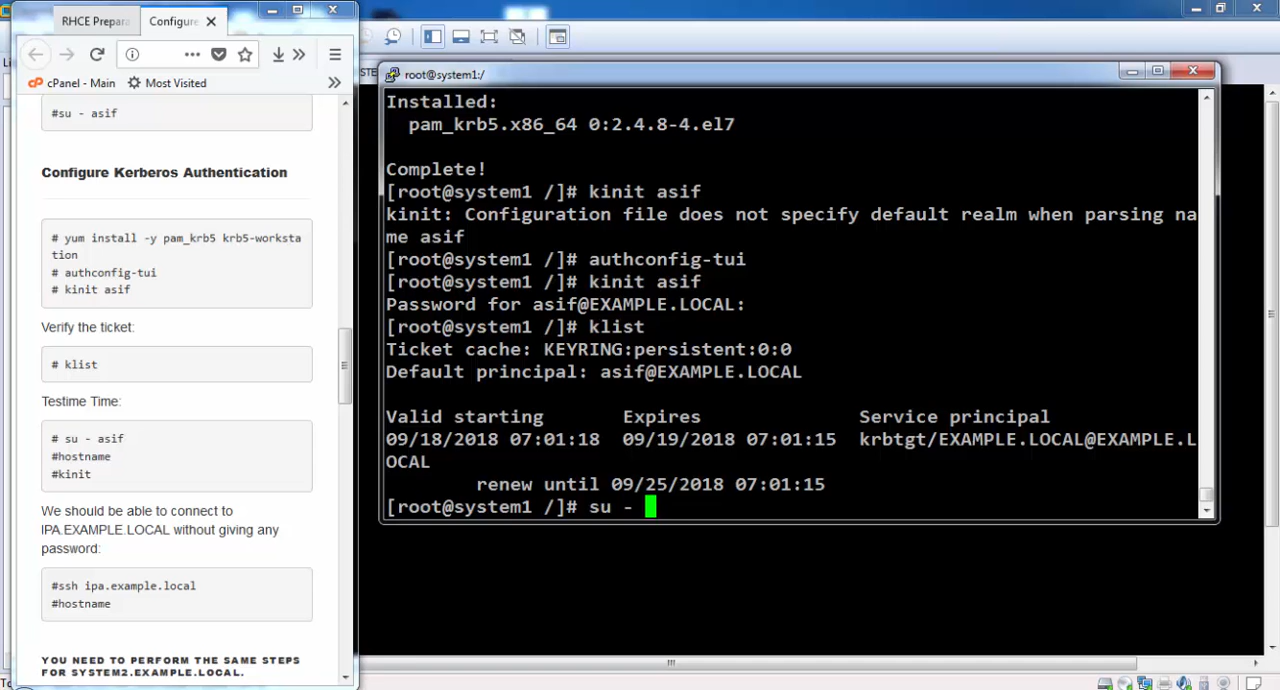 RHCE Prepara
Configure
cPanel - Main
Most Visited
#su - asif
Configure Kerberos Authentication
# yum install -y pam_krb5 krb5-worksta
tion
# authconfig-tui
# kinit asif
Verify the ticket:
# klist
Testime Time:
# su - asif
#hostname
#kinit
We should be able to connect to
IPA.EXAMPLE.LOCAL without giving any
password:
#ssh ipa.example.local
#hostname
YOU NEED TO PERFORM THE SAME STEPS
FOR SYSTEM2.EXAMPLE.LOCAL.
root@system1:/
Installed:
pam_krb5.x86_64 0:2.4.8-4.el7
Complete!
[root@system1 /]# kinit asif
kinit: Configuration file does not specify default realm when parsing na
me asif
[root@system1 /]# authconfig-tui
[root@system1 /]# kinit asif
Password for asif@EXAMPLE.LOCAL:
[root@system1 /]# klist
Ticket cache: KEYRING:persistent:0:0
Default principal: asif@EXAMPLE.LOCAL
Valid starting Expires Service principal
09/18/2018 07:01:18 09/19/2018 07:01:15 krbtgt/EXAMPLE.LOCAL@EXAMPLE.L
OCAL
renew until 09/25/2018 07:01:15
[root@system1 /]# su -